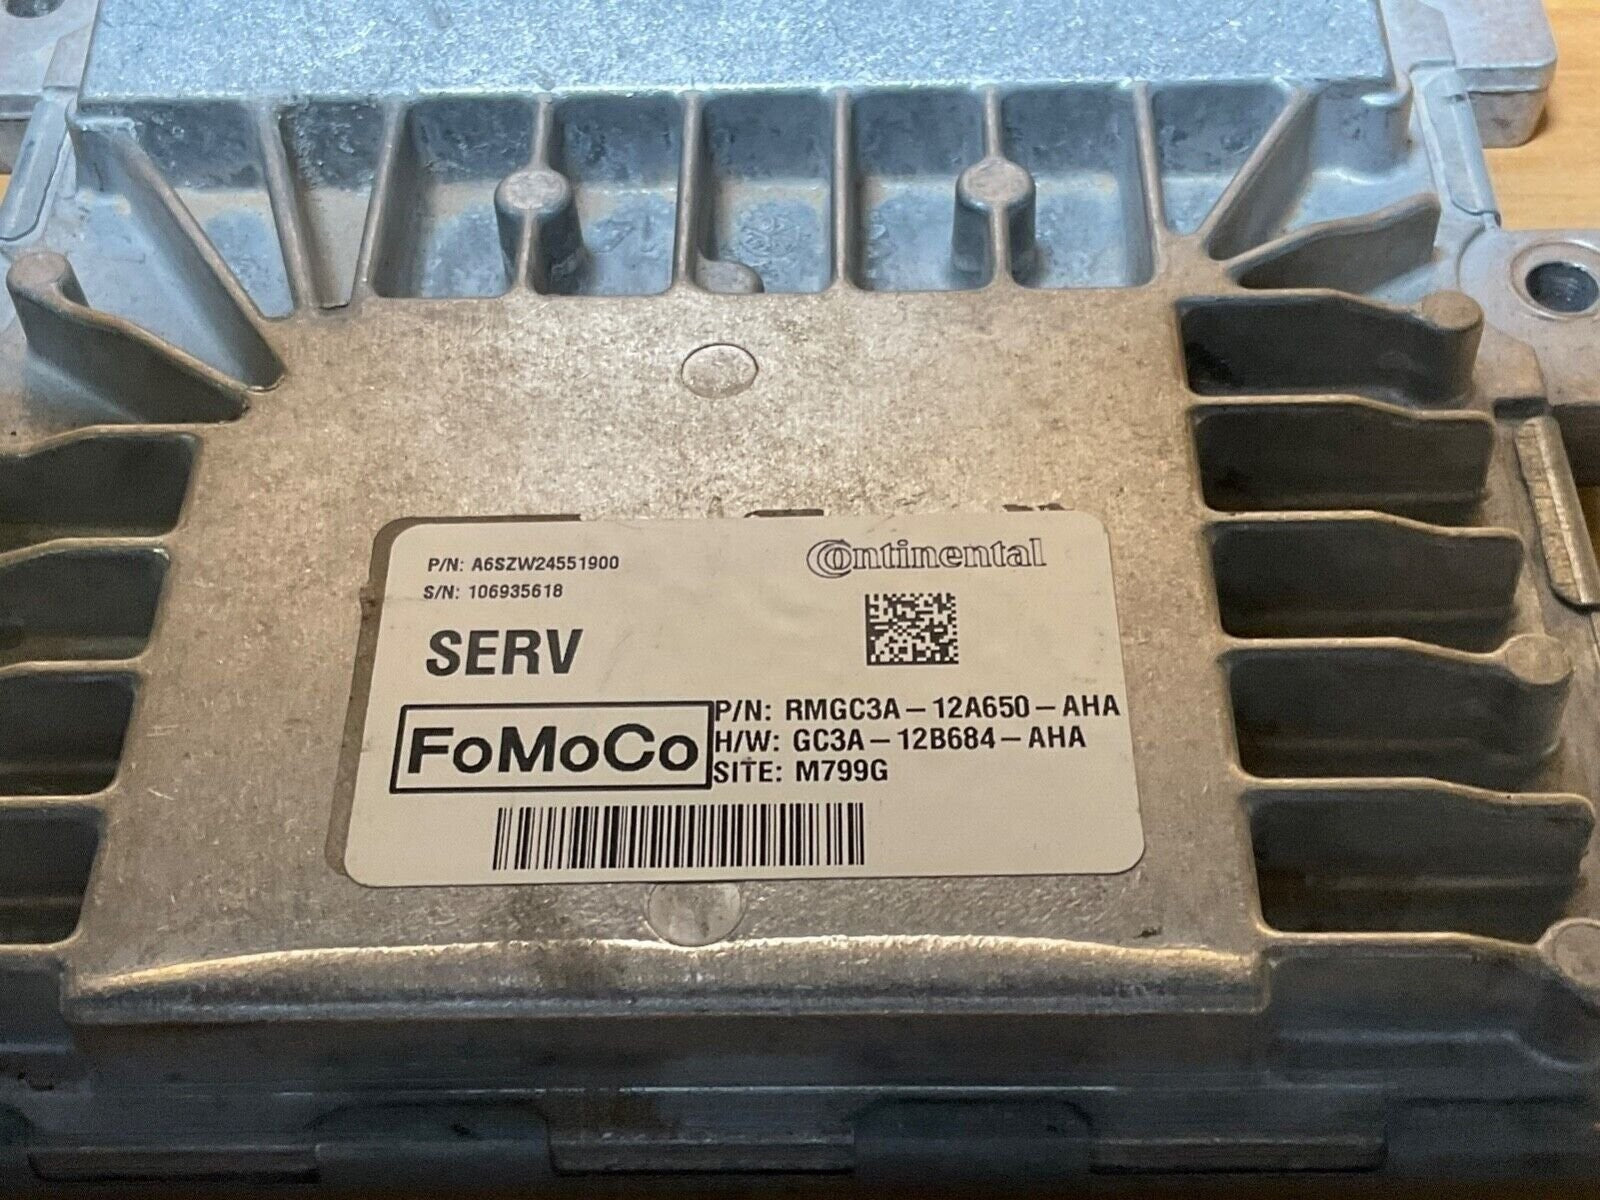 P/N: A6SZW24551900
Continental
S/N: 106935618
SERV
FoMoCo
P/N: RMGC3A-12A650-AHA
H/W: GC3A-12B684-AHA
SITE: M799G